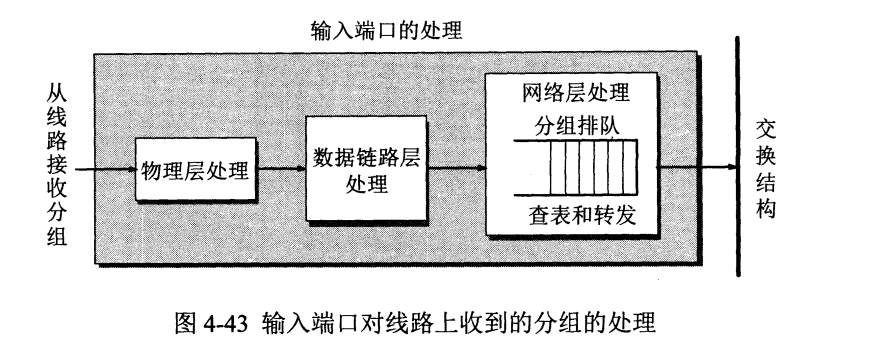 输入端口的处理
从线路接收分组
物理层处理
数据链路层
处理
网络层处理
分组排队
查表和转发
交换结构
图 4-43 输入端口对线路上收到的分组的处理